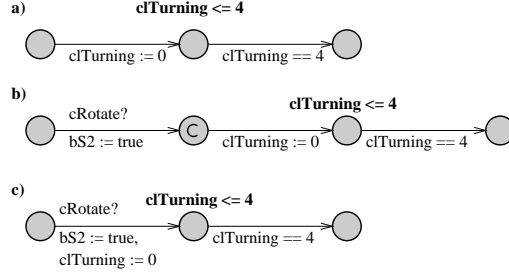 a)
clTurning <= 4
clTurning := 0
clTurning == 4
b)
clTurning <= 4
cRotate?
C
bS2 := true
clTurning := 0
clTurning == 4
c)
cRotate?
clTurning <= 4
bS2 := true,
clTurning == 4
clTurning := 0